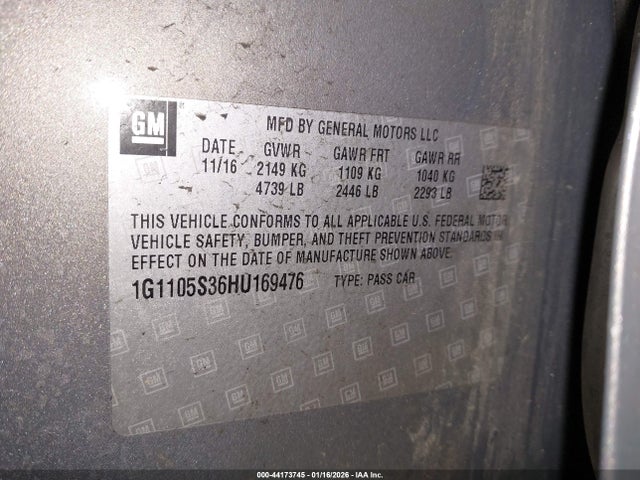 GM
MFD BY GENERAL MOTORS LLC
DATE GVWR GAWR FRT GAWR RR
11/16 2149 KG 1109 KG 1040 KG
4739 LB 2446 LB 2293 LB
THIS VEHICLE CONFORMS TO ALL APPLICABLE U.S. FEDERAL MOTOR
VEHICLE SAFETY, BUMPER, AND THEFT PREVENTION STANDARDS IN
EFFECT ON THE DATE OF MANUFACTURE SHOWN ABOVE.
1G1105S36HU169476 TYPE: PASS CAR
000-44173745 - 01/16/2026 - IAA Inc.